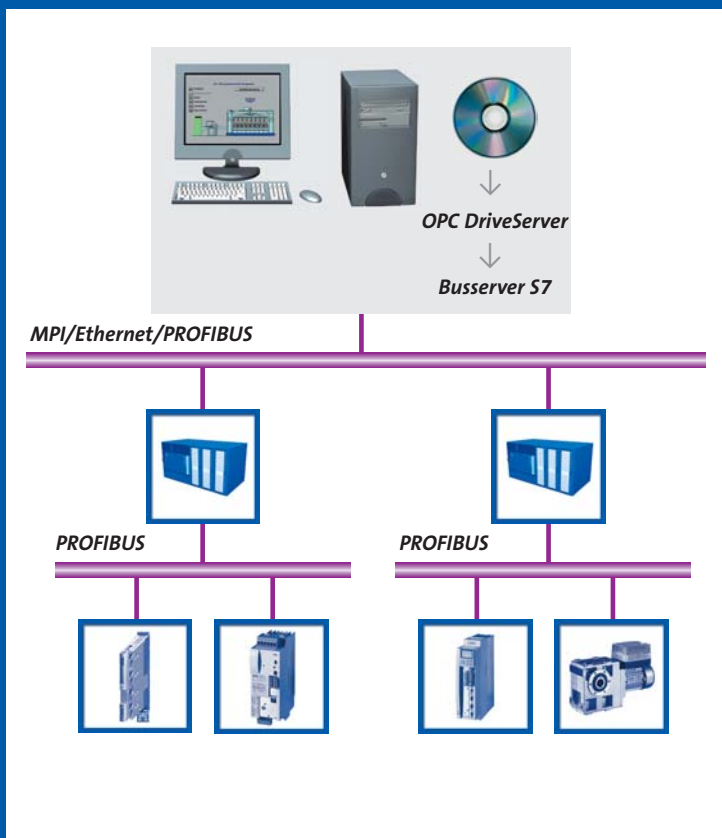 OPC DriveServer
Busserver S7
MPI/Ethernet/PROFIBUS
PROFIBUS
PROFIBUS